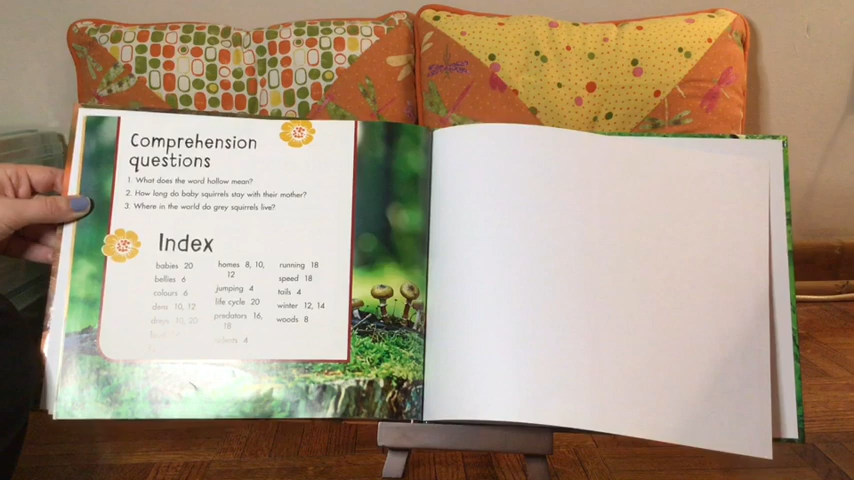 Comprehension
questions
1. What does the word hollow mean?
2. How long do baby squirrels stay with their mother?
3. Where in the world do grey squirrels live?
Index
babies 20
bellies 6
colours 6
dens 10, 12
dreys 10, 20
homes 8, 10,
12
jumping 4
life cycle 20
predators 16,
18
rodents 4
running 18
speed 18
tails 4
winter 12, 14
woods 8